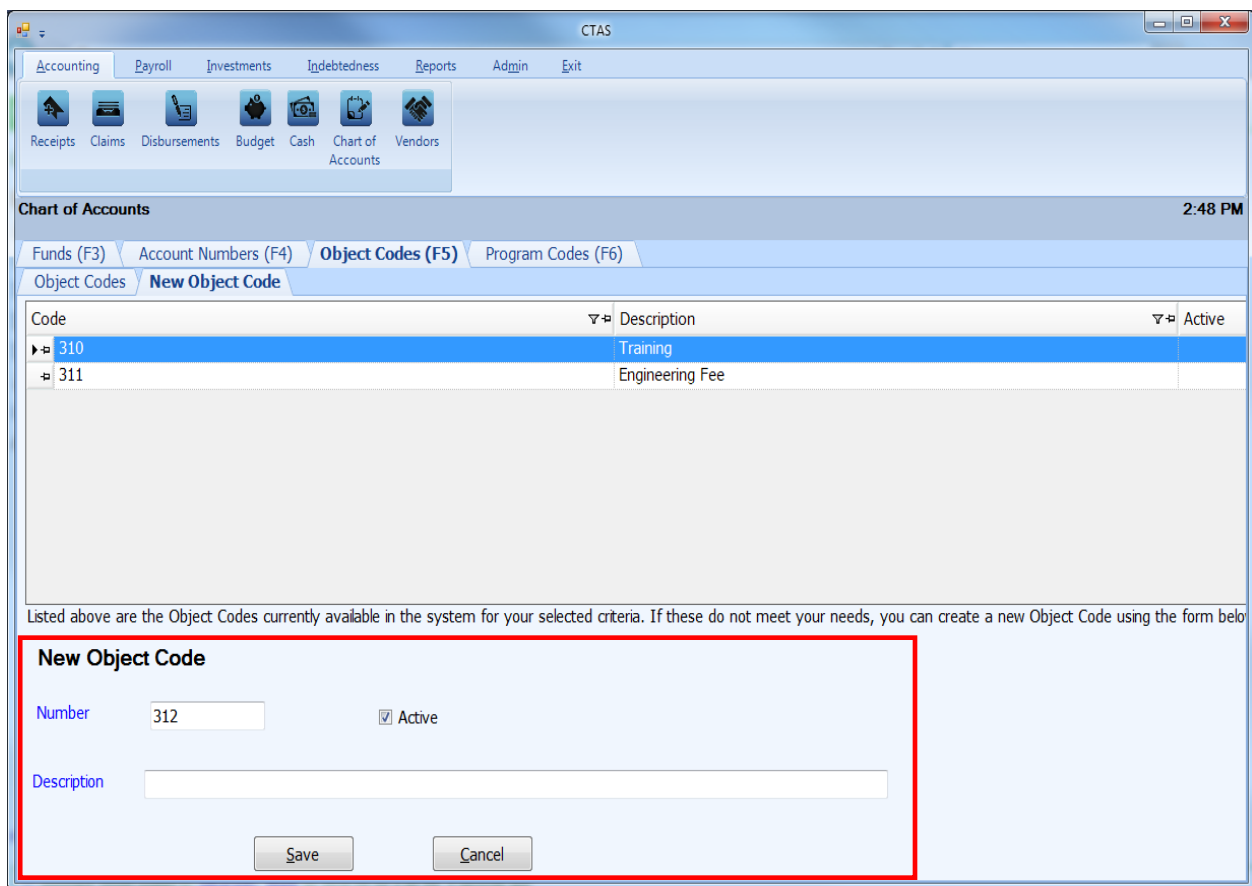 CTAS
Accounting Payroll Investments Indebtedness Reports Admin Exit
Receipts Claims Disbursements Budget Cash Chart of Accounts Vendors
Chart of Accounts 2:48 PM
Funds (F3) Account Numbers (F4) Object Codes (F5) Program Codes (F6)
Object Codes New Object Code
Code Description Active
310 Training
311 Engineering Fee
Listed above are the Object Codes currently available in the system for your selected criteria. If these do not meet your needs, you can create a new Object Code using the form belo
New Object Code
Number 312 Active
Description
Save Cancel